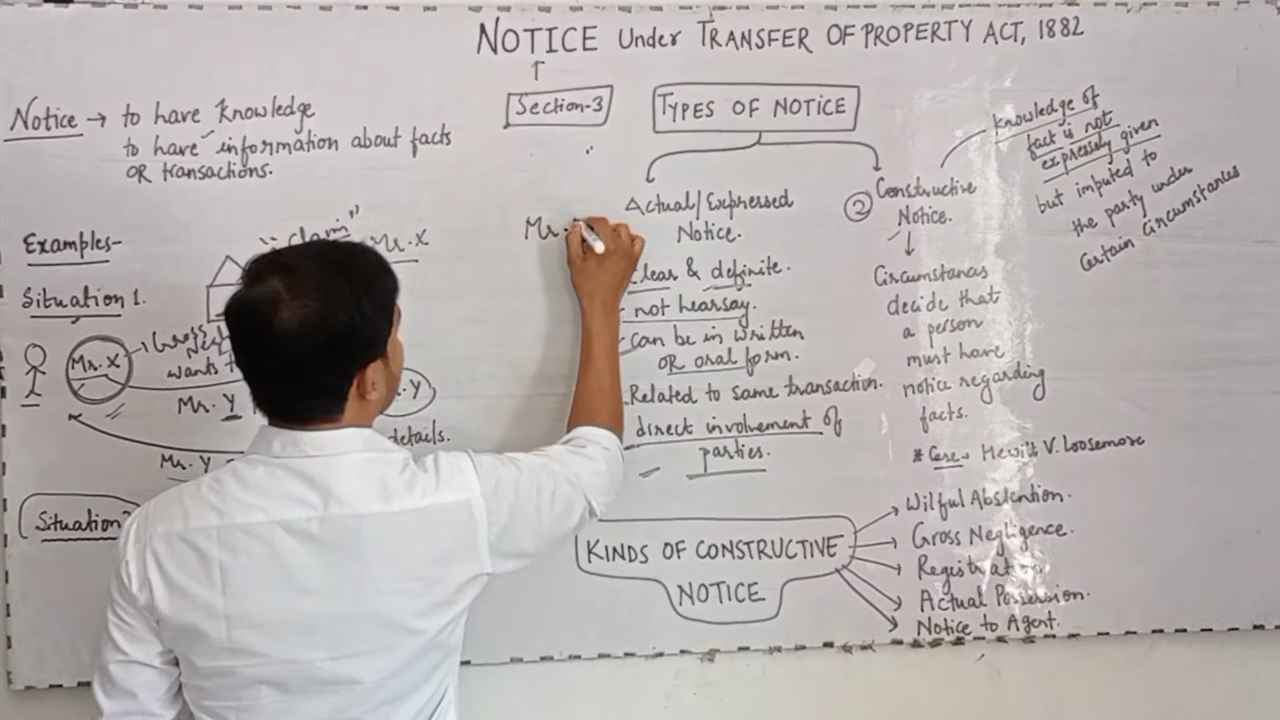 NOTICE Under TRANSFER OF PROPERTY ACT, 1882
Section-3
Notice → to have knowledge
to have information about facts
OR transactions.
Examples-
"claim"
Mr. X
Situation 1.
Mr. X
Gross
wants
Mr. Y
Y
details.
Mr. Y
Situation
Mr.
TYPES OF NOTICE
Actual/Expressed
Notice.
clear & definite.
not hearsay.
can be in written
OR oral form.
Related to same transaction.
direct involvement of
parties.
② Constructive
Notice.
Circumstances
decide that
a person
must have
notice regarding
facts.
* Case→ Hewitt V. Loosemore
knowledge of
fact is not
expressly given
but imputed to
the party under
certain circumstances
KINDS OF CONSTRUCTIVE
NOTICE
Wilful Abstention.
Gross Negligence.
Registration
Actual Possession.
Notice to Agent.